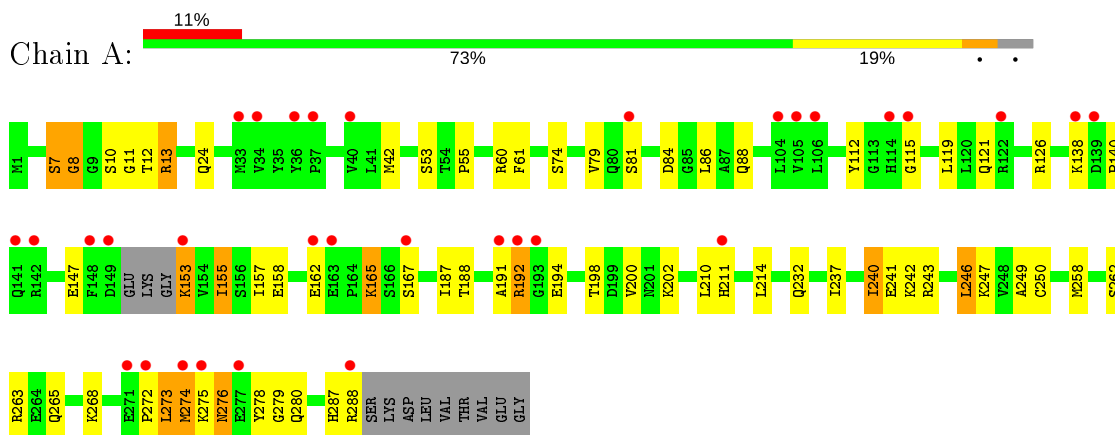 11%
Chain A:
73% 19% • •
M1 S7 G8 G9 S10 G11 T12 R13 Q24 M33 V34 Y35 Y36 P37 V40 L41 M42 S53 T54 P55 R60 F61 S74 V79 Q80 S81 D84 G85 L86 A87 Q88 L104 V105 L106 Y112 G113 H114 G115 L119 L120 Q121 R122 R126 K138 D139
Q141 R142 E147 F148 D149 GLU LYS GLY K153 V154 I155 S156 I157 E158 E162 E163 P164 K165 S166 S167 I187 T188 A191 R192 G193 E194 T198 D199 V200 N201 K202 L210 H211 L214 Q232 I237 I240 E241 K242 R243 L246 K247 V248 A249 C250 M258 S262
R263 E264 Q265 K268 E271 P272 L273 M274 K275 N276 E277 Y278 G279 Q280 H287 R288 SER LYS ASP LEU VAL THR VAL GLU GLY